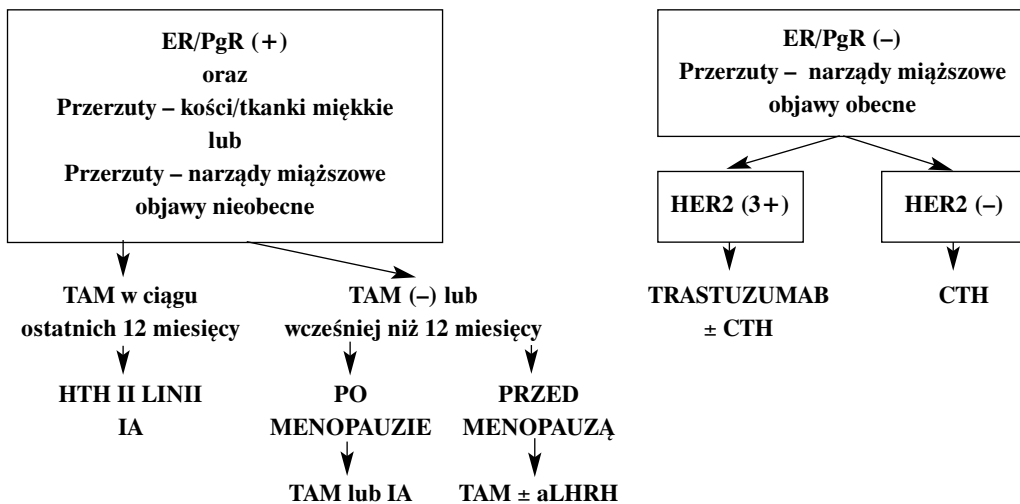 ER/PgR (+)
oraz
Przerzuty – kości/tkanki miękkie
lub
Przerzuty – narządy miąższowe
objawy nieobecne
TAM w ciągu
ostatnich 12 miesięcy
HTH II LINII
IA
TAM (–) lub
wcześniej niż 12 miesięcy
PO
MENOPAUZIE
TAM lub IA
PRZED
MENOPAUZĄ
TAM ± aLHRH
ER/PgR (–)
Przerzuty – narządy miąższowe
objawy obecne
HER2 (3+)
TRASTUZUMAB
± CTH
HER2 (–)
CTH